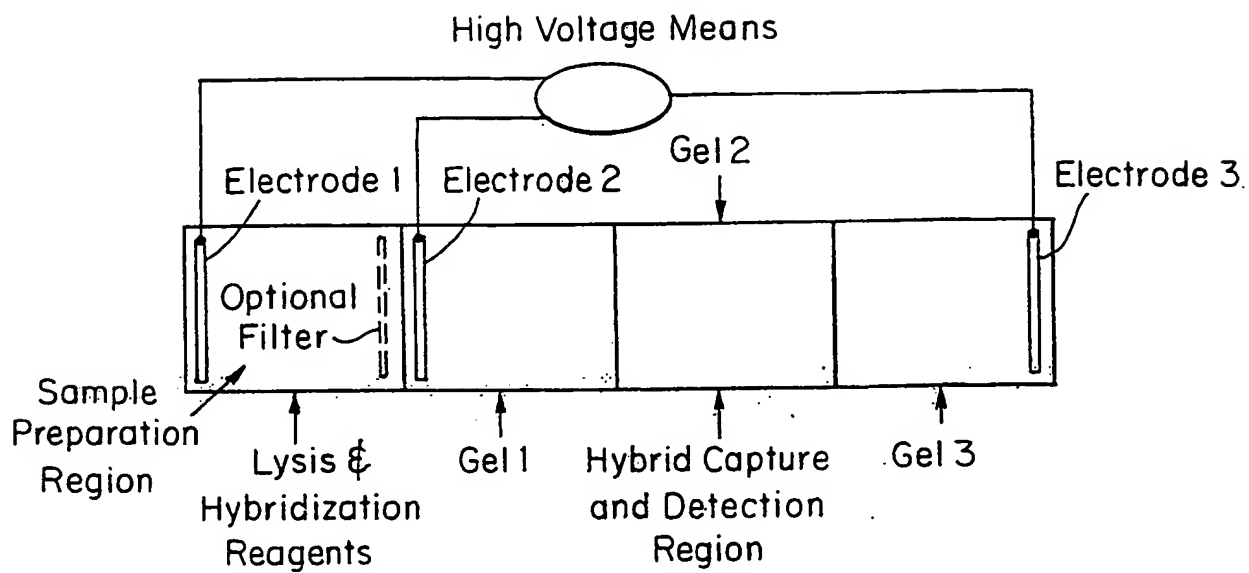 High Voltage Means
Gel 2
Electrode 1
Electrode 2
Electrode 3.
Optional
Filter
Sample
Preparation
Region
Lysis &
Hybridization
Reagents
Gel 1
Hybrid Capture
and Detection
Region
Gel 3